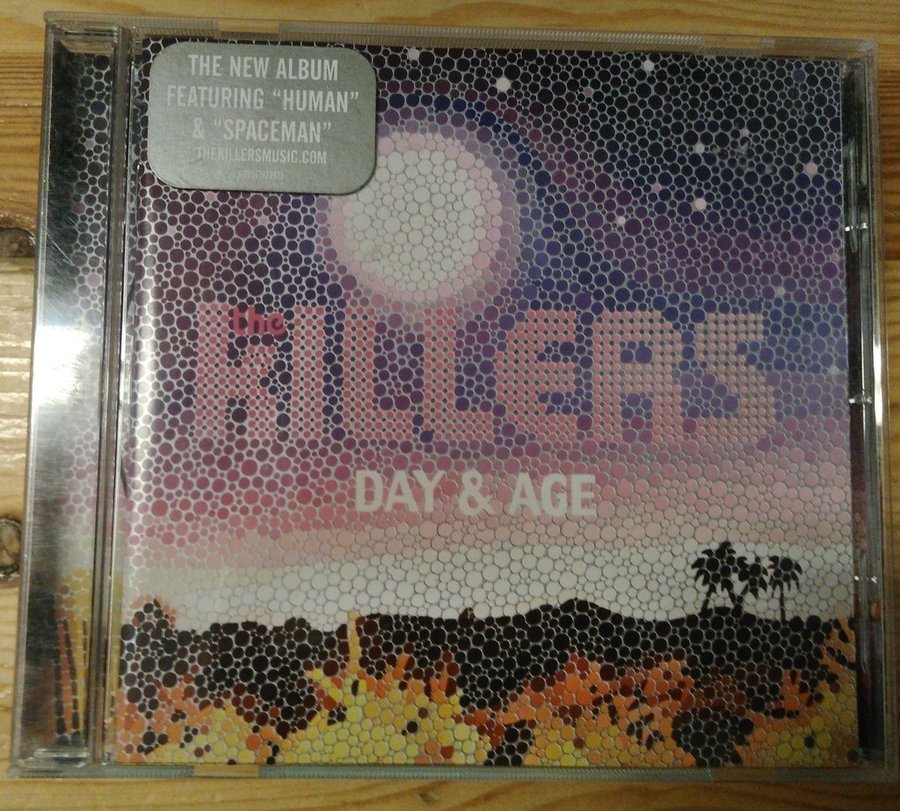 THE NEW ALBUM
FEATURING "HUMAN"
& "SPACEMAN"
THEKILLERSMUSIC.COM
the
KILLERS
DAY & AGE